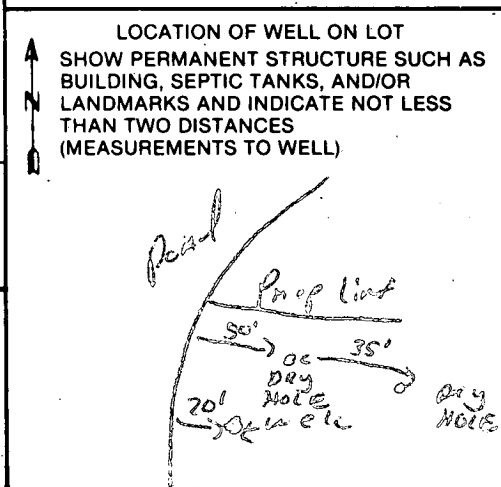 LOCATION OF WELL ON LOT
SHOW PERMANENT STRUCTURE SUCH AS
BUILDING, SEPTIC TANKS, AND/OR
N LANDMARKS AND INDICATE NOT LESS
THAN TWO DISTANCES
(MEASUREMENTS TO WELL)
Prop line
50' 35'
DRY
HOLE
DRY
HOLE
20' well